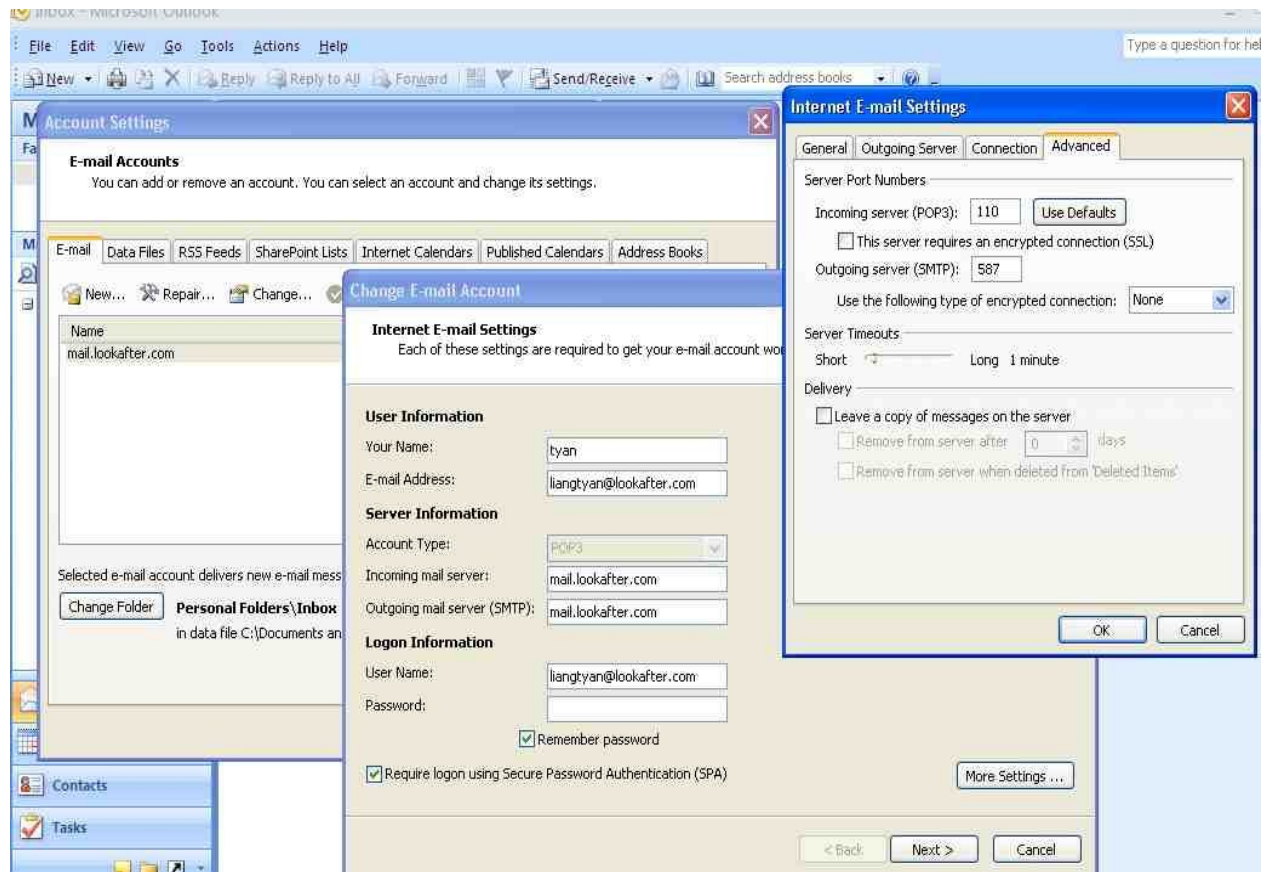 Inbox - Microsoft Outlook
File Edit View Go Tools Actions Help
Type a question for hel
New Reply Reply to All Forward Send/Receive Search address books
Account Settings
E-mail Accounts
You can add or remove an account. You can select an account and change its settings.
E-mail Data Files RSS Feeds SharePoint Lists Internet Calendars Published Calendars Address Books
New... Repair... Change...
Name
mail.lookafter.com
Selected e-mail account delivers new e-mail mess
Change Folder Personal Folders\Inbox
in data file C:\Documents an
Contacts
Tasks
Change E-mail Account
Internet E-mail Settings
Each of these settings are required to get your e-mail account wor
User Information
Your Name: tyan
E-mail Address: liangtyan@lookafter.com
Server Information
Account Type: POP3
Incoming mail server: mail.lookafter.com
Outgoing mail server (SMTP): mail.lookafter.com
Logon Information
User Name: liangtyan@lookafter.com
Password:
Remember password
Require logon using Secure Password Authentication (SPA)
More Settings ...
< Back Next > Cancel
Internet E-mail Settings
General Outgoing Server Connection Advanced
Server Port Numbers
Incoming server (POP3): 110 Use Defaults
This server requires an encrypted connection (SSL)
Outgoing server (SMTP): 587
Use the following type of encrypted connection: None
Server Timeouts
Short Long 1 minute
Delivery
Leave a copy of messages on the server
Remove from server after 0 days
Remove from server when deleted from 'Deleted Items'
OK Cancel